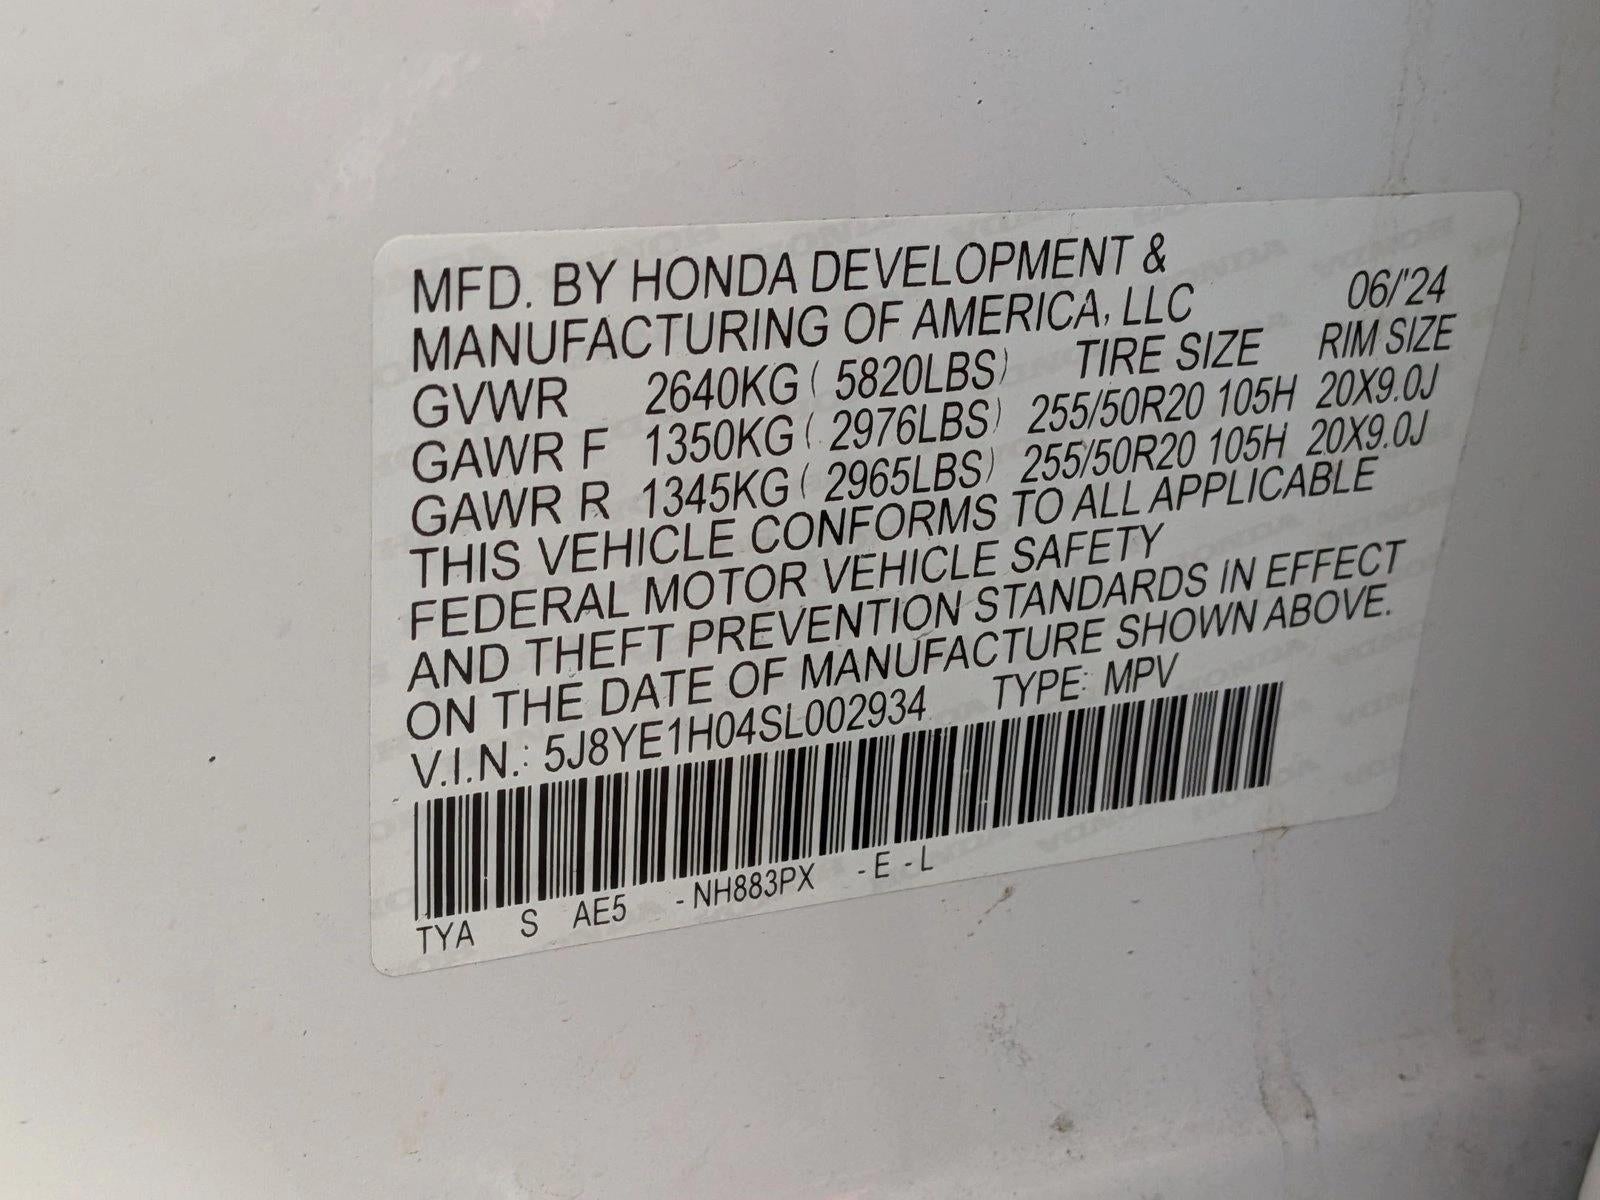 MFD. BY HONDA DEVELOPMENT &
MANUFACTURING OF AMERICA, LLC 06/'24
GVWR 2640KG ( 5820LBS) TIRE SIZE RIM SIZE
GAWR F 1350KG ( 2976LBS) 255/50R20 105H 20X9.0J
GAWR R 1345KG ( 2965LBS) 255/50R20 105H 20X9.0J
THIS VEHICLE CONFORMS TO ALL APPLICABLE
FEDERAL MOTOR VEHICLE SAFETY
AND THEFT PREVENTION STANDARDS IN EFFECT
ON THE DATE OF MANUFACTURE SHOWN ABOVE.
V.I.N.: 5J8YE1H04SL002934 TYPE: MPV
TYA S AE5 - NH883PX - E - L